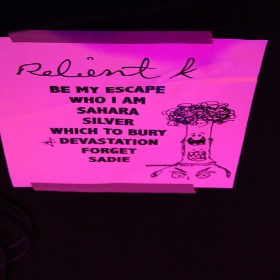 Relient k
BE MY ESCAPE
WHO I AM
SAHARA
SILVER
WHICH TO BURY
DEVASTATION
FORGET
SADIE